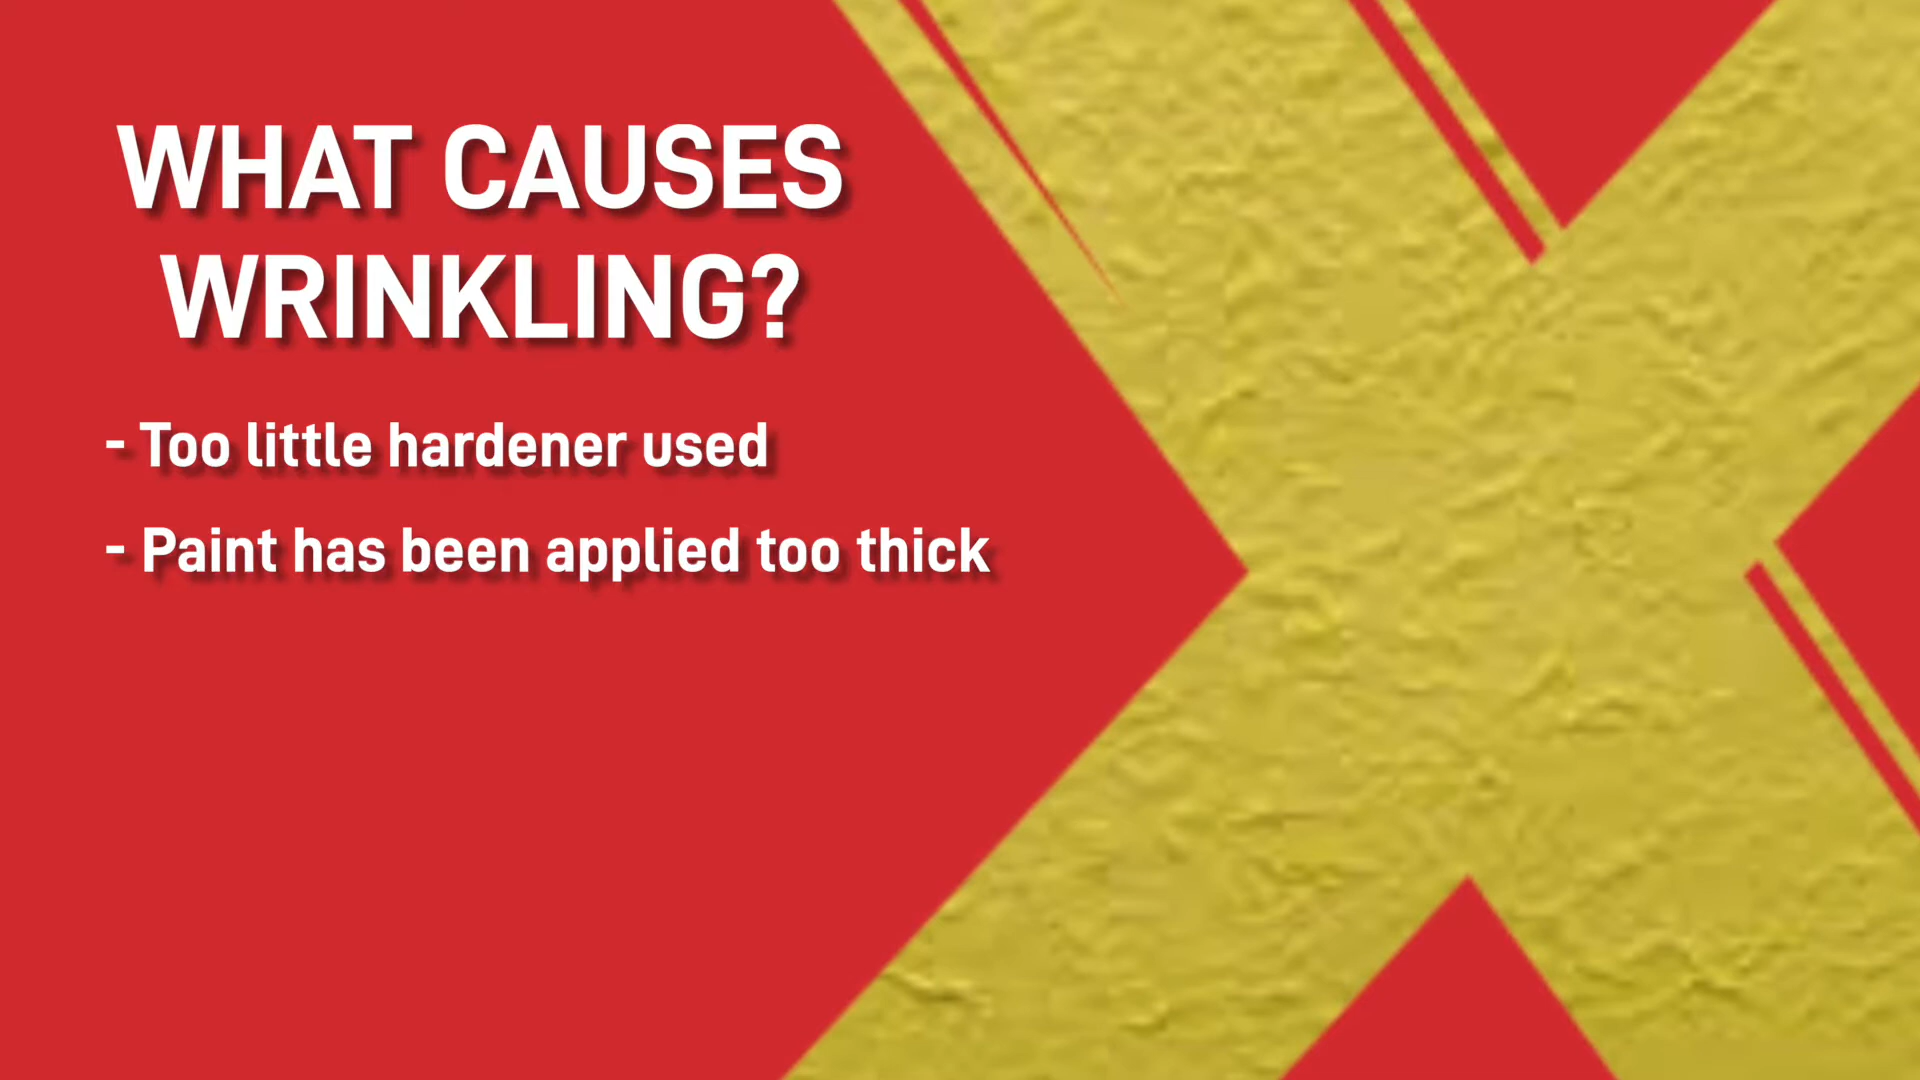 WHAT CAUSES
WRINKLING?
- Too little hardener used
- Paint has been applied too thick